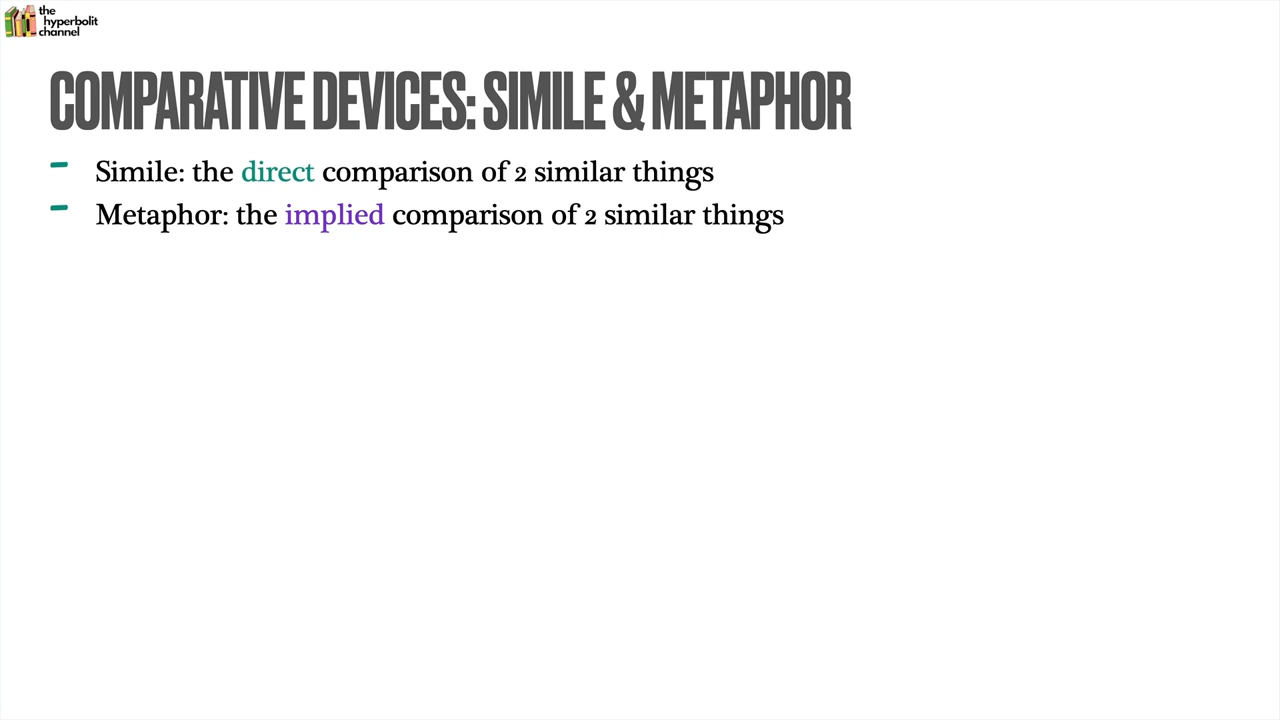 the
hyperbolit
channel
COMPARATIVE DEVICES: SIMILE & METAPHOR
- Simile: the direct comparison of 2 similar things
- Metaphor: the implied comparison of 2 similar things